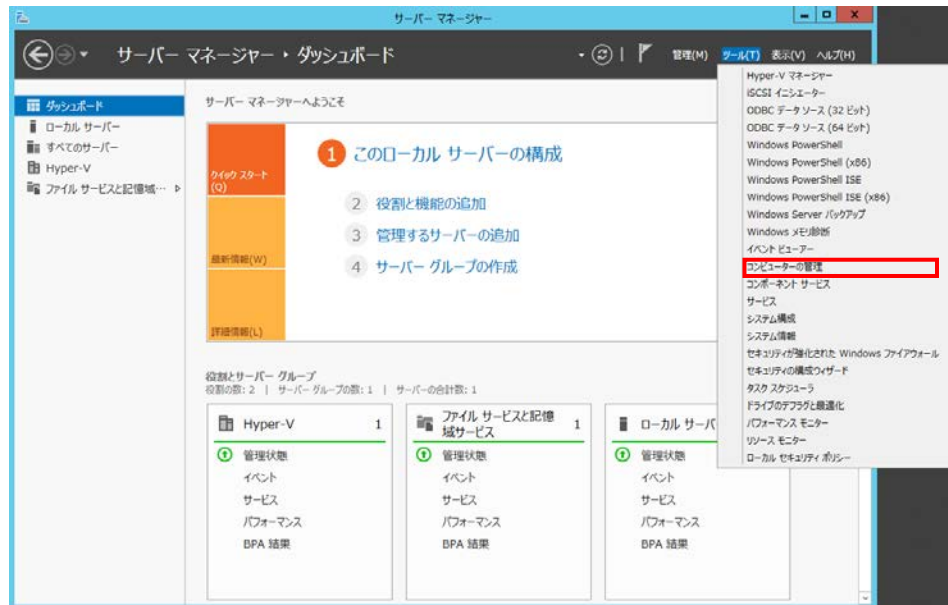 サーバー マネージャー
サーバー マネージャー ・ ダッシュボード
管理(M) ツール(T) 表示(V) ヘルプ(H)
ダッシュボード
ローカル サーバー
すべてのサーバー
Hyper-V
ファイル サービスと記憶域…
サーバー マネージャーへようこそ
クイック スタート
(Q)
最新情報(W)
詳細情報(L)
1 このローカル サーバーの構成
2 役割と機能の追加
3 管理するサーバーの追加
4 サーバー グループの作成
役割とサーバー グループ
役割の数: 2 | サーバー グループの数: 1 | サーバーの合計数: 1
Hyper-V 1
管理状態
イベント
サービス
パフォーマンス
BPA 結果
ファイル サービスと記憶 1
域サービス
管理状態
イベント
サービス
パフォーマンス
BPA 結果
ローカル サーバ
管理状態
イベント
サービス
パフォーマンス
BPA 結果
Hyper-V マネージャー
iSCSI イニシエーター
ODBC データ ソース (32 ビット)
ODBC データ ソース (64 ビット)
Windows PowerShell
Windows PowerShell (x86)
Windows PowerShell ISE
Windows PowerShell ISE (x86)
Windows Server バックアップ
Windows メモリ診断
イベント ビューアー
コンピューターの管理
コンポーネント サービス
サービス
システム構成
システム情報
セキュリティが強化された Windows ファイアウォール
セキュリティの構成ウィザード
タスク スケジューラ
ドライブのデフラグと最適化
パフォーマンス モニター
リソース モニター
ローカル セキュリティ ポリシー